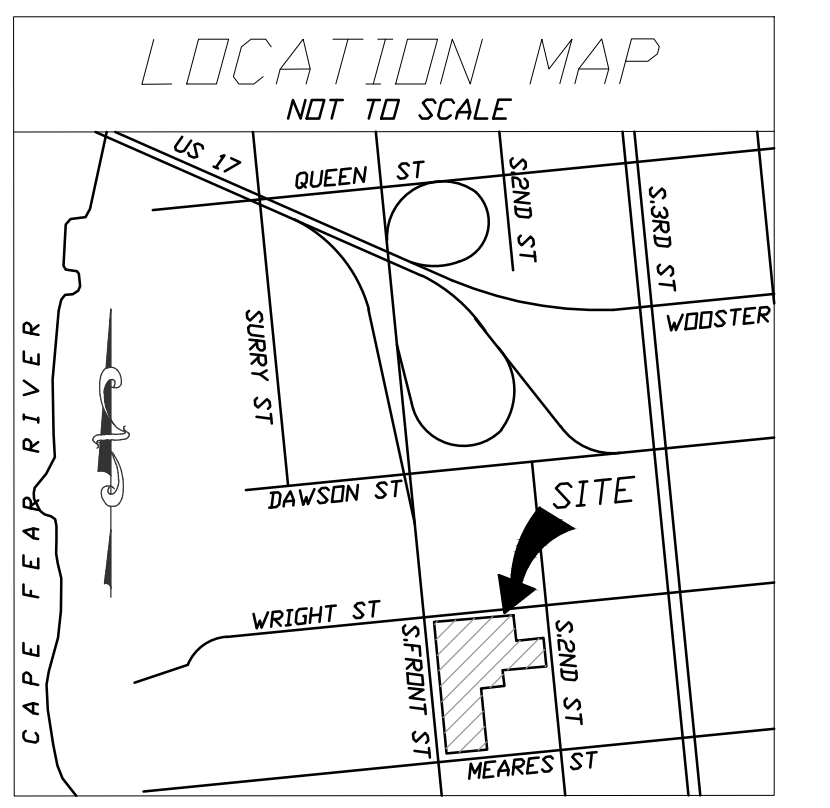 LOCATION MAP
NOT TO SCALE
US 17
QUEEN ST
S.2ND ST
S.3RD ST
WOOSTER
SURRY ST
CAPE FEAR RIVER
DAWSON ST
SITE
WRIGHT ST
S.FRONT ST
S.2ND ST
MEARES ST